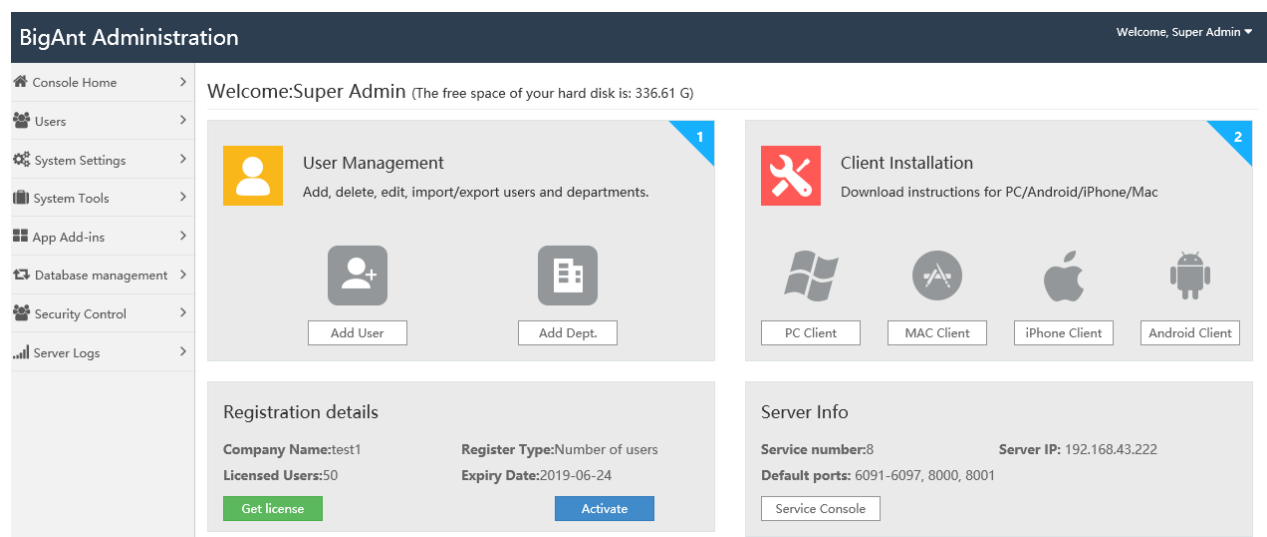 BigAnt Administration
Welcome, Super Admin
Console Home
Users
System Settings
System Tools
App Add-ins
Database management
Security Control
Server Logs
Welcome:Super Admin (The free space of your hard disk is: 336.61 G)
1
User Management
Add, delete, edit, import/export users and departments.
Add User
Add Dept.
2
Client Installation
Download instructions for PC/Android/iPhone/Mac
PC Client
MAC Client
iPhone Client
Android Client
Registration details
Company Name:test1
Register Type:Number of users
Licensed Users:50
Expiry Date:2019-06-24
Get license
Activate
Server Info
Service number:8
Server IP: 192.168.43.222
Default ports: 6091-6097, 8000, 8001
Service Console